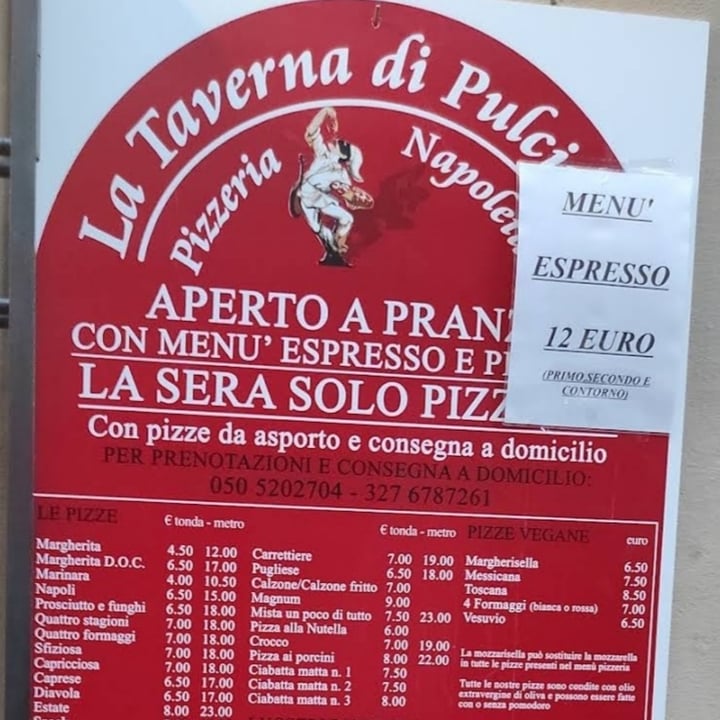 La Taverna di
Pizzeria
MENU'
ESPRESSO
12 EURO
(PRIMO,SECONDO E
CONTORNO)
APERTO A
CON MENU' ESPRESSO E
LA SERA SOLO
Con pizze da asporto e consegna a domicilio
PER PRENOTAZIONI E CONSEGNA A DOMICILIO:
050 5202704 - 327 6787261
LE PIZZE € tonda - metro
Margherita 4.50 12.00
Margherita D.O.C. 6.50 17.00
Marinara 4.00 10.50
Napoli 6.50 15.00
Prosciutto e funghi 6.50 18.00
Quattro stagioni 7.00 18.00
Quattro formaggi 7.00 18.00
Sfiziosa 7.00 18.00
Capricciosa 7.00 18.00
Caprese 6.50 17.00
Diavola 6.50 17.00
Estate 8.00 23.00
€ tonda - metro
Carrettiere 7.00 19.00
Pugliese 6.50 18.00
Calzone/Calzone fritto 7.00
Magnum 9.00
Mista un poco di tutto 7.50 23.00
Pizza alla Nutella 6.00
Crocco 7.00 19.00
Pizza ai porcini 8.00 22.00
Ciabatta matta n. 1 7.50
Ciabatta matta n. 2 7.50
Ciabatta matta n. 3 8.00
PIZZE VEGANE euro
Margherisella 6.50
Messicana 7.50
Toscana 8.50
4 Formaggi (bianca o rossa) 7.00
Vesuvio 6.50
La mozzarisella può sostituire la mozzarella
in tutte le pizze presenti nel menù pizzeria
Tutte le nostre pizze sono condite con olio
extravergine di oliva e possono essere fatte
con o senza pomodoro